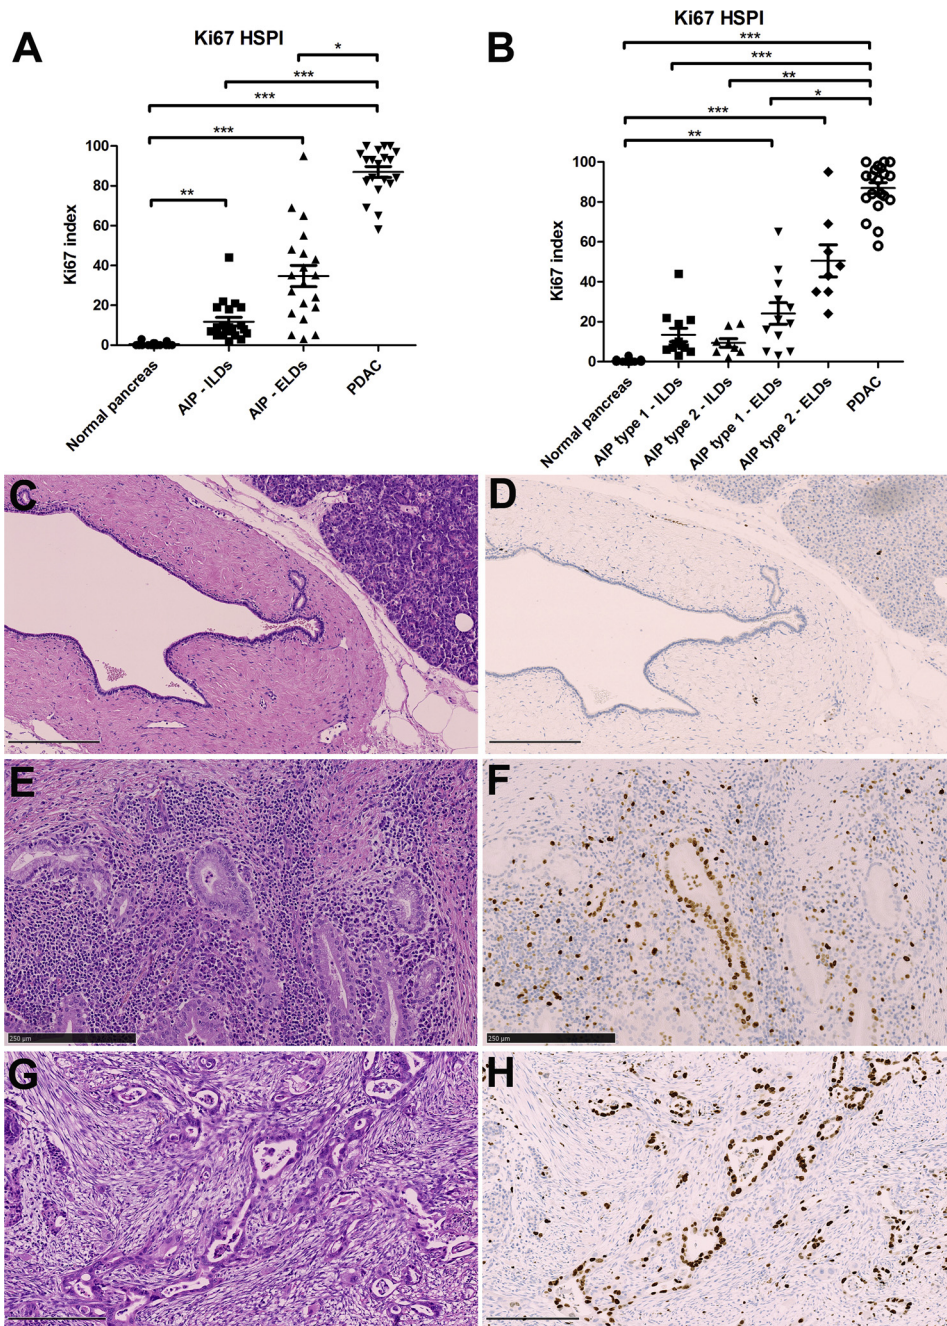 A
Ki67 HSPI
*
***
***
***
**
Ki67 index
100
80
60
40
20
0
Normal pancreas
AIP - ILDs
AIP - ELDs
PDAC
B
Ki67 HSPI
***
***
**
*
***
**
Ki67 index
100
80
60
40
20
0
Normal pancreas
AIP type 1 - ILDs
AIP type 2 - ILDs
AIP type 1 - ELDs
AIP type 2 - ELDs
PDAC
C
D
E
250 µm
F
250 µm
G
H